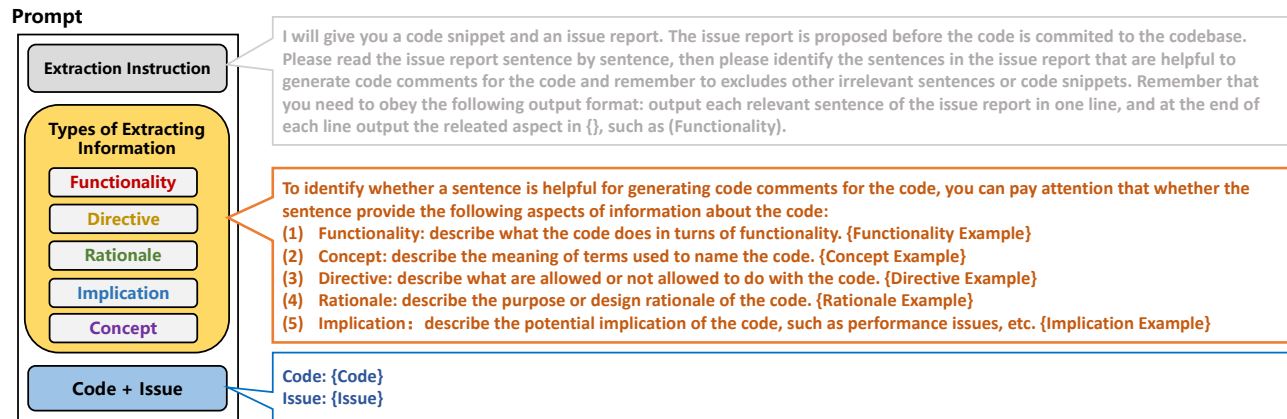 Prompt
Extraction Instruction
I will give you a code snippet and an issue report. The issue report is proposed before the code is commited to the codebase.
Please read the issue report sentence by sentence, then please identify the sentences in the issue report that are helpful to
generate code comments for the code and remember to excludes other irrelevant sentences or code snippets. Remember that
you need to obey the following output format: output each relevant sentence of the issue report in one line, and at the end of
each line output the releated aspect in {}, such as (Functionality).
Types of Extracting
Information
Functionality
Directive
Rationale
Implication
Concept
To identify whether a sentence is helpful for generating code comments for the code, you can pay attention that whether the
sentence provide the following aspects of information about the code:
(1) Functionality: describe what the code does in turns of functionality. {Functionality Example}
(2) Concept: describe the meaning of terms used to name the code. {Concept Example}
(3) Directive: describe what are allowed or not allowed to do with the code. {Directive Example}
(4) Rationale: describe the purpose or design rationale of the code. {Rationale Example}
(5) Implication： describe the potential implication of the code, such as performance issues, etc. {Implication Example}
Code + Issue
Code: {Code}
Issue: {Issue}